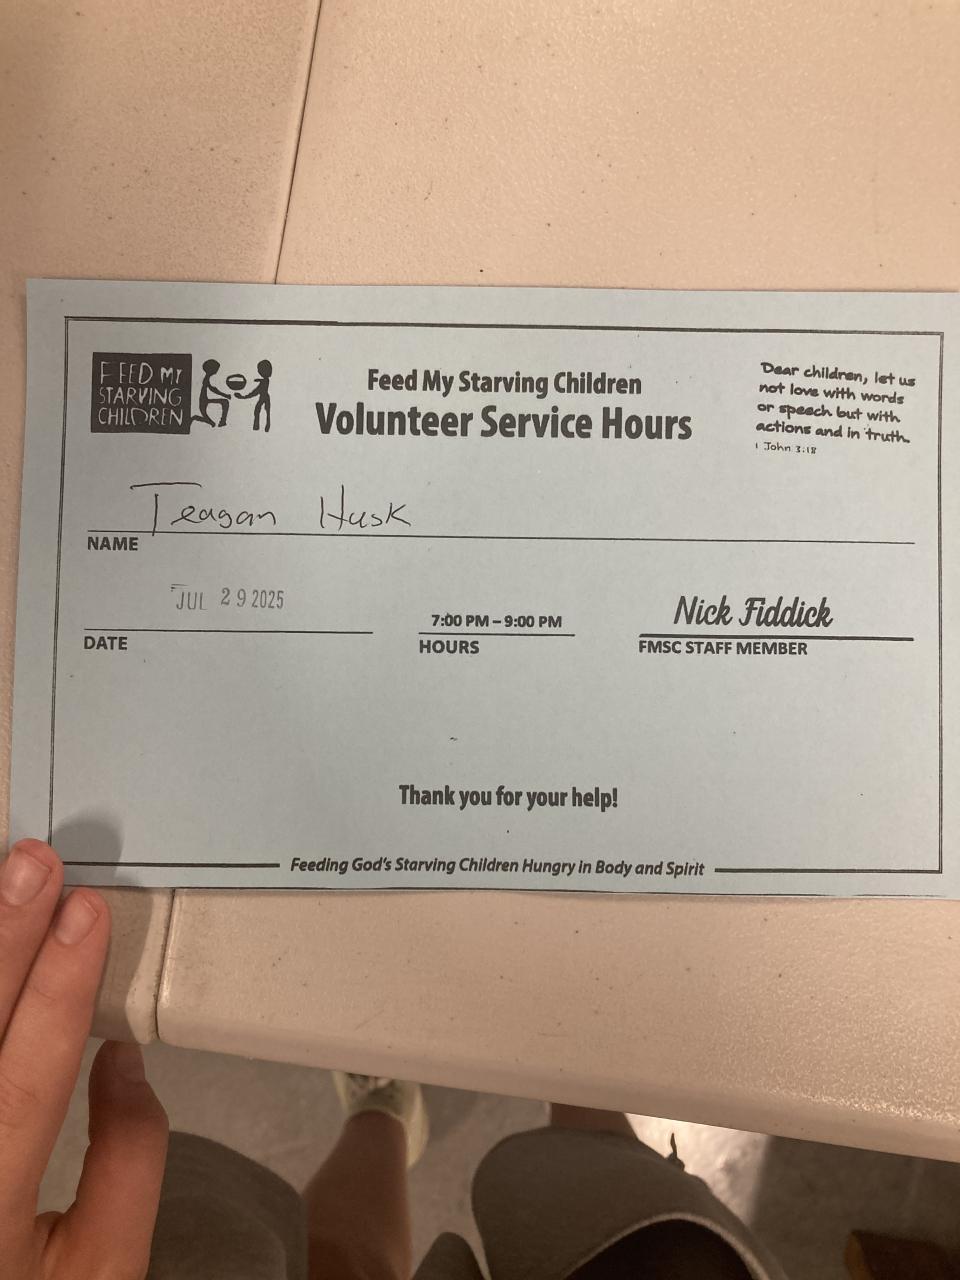 FEED MY
STARVING
CHILDREN
Feed My Starving Children
Volunteer Service Hours
Dear children, let us
not love with words
or speech but with
actions and in truth.
1 John 3:18
Teagan Husk
NAME
JUL 29 2025
DATE
7:00 PM – 9:00 PM
HOURS
Nick Fiddick
FMSC STAFF MEMBER
Thank you for your help!
Feeding God's Starving Children Hungry in Body and Spirit